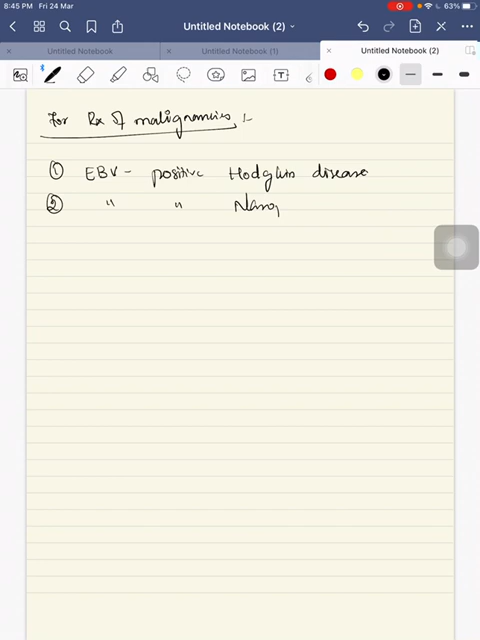 8:45 PM Fri 24 Mar 63%
Untitled Notebook (2)
Untitled Notebook Untitled Notebook (1) Untitled Notebook (2)
For Rx of malignancies :-
① EBV - positive Hodgkin disease
② " " Naso